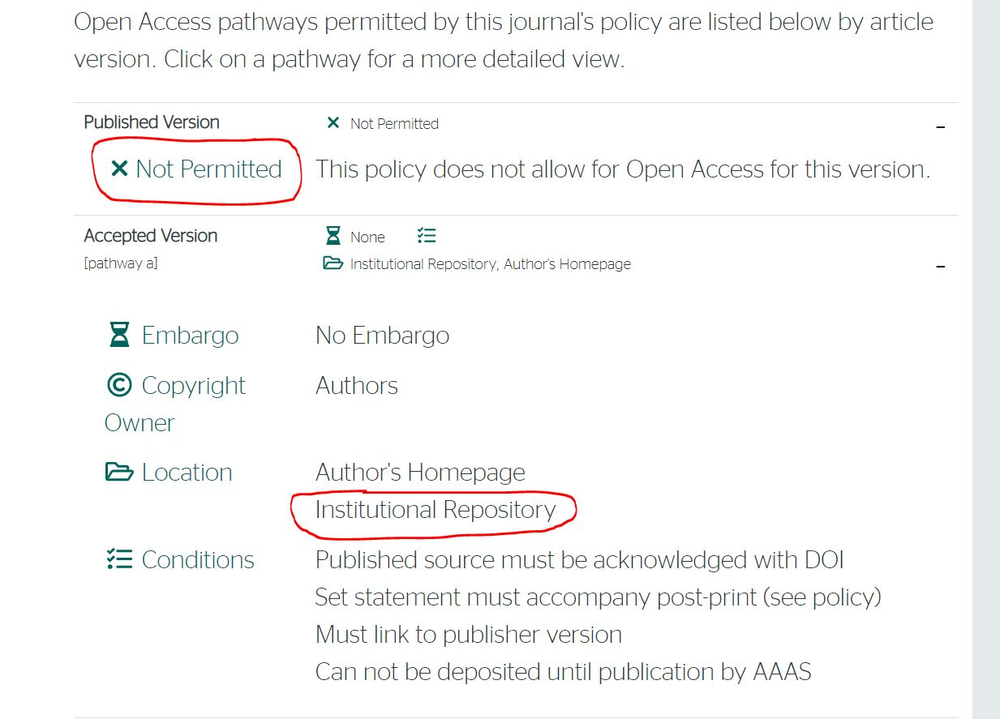 Open Access pathways permitted by this journal's policy are listed below by article
version. Click on a pathway for a more detailed view.
Published Version
Not Permitted
Not Permitted
This policy does not allow for Open Access for this version.
Accepted Version
None
[pathway a]
Institutional Repository, Author's Homepage
Embargo
No Embargo
Copyright
Owner
Authors
Location
Author's Homepage
Institutional Repository
Conditions
Published source must be acknowledged with DOI
Set statement must accompany post-print (see policy)
Must link to publisher version
Can not be deposited until publication by AAAS